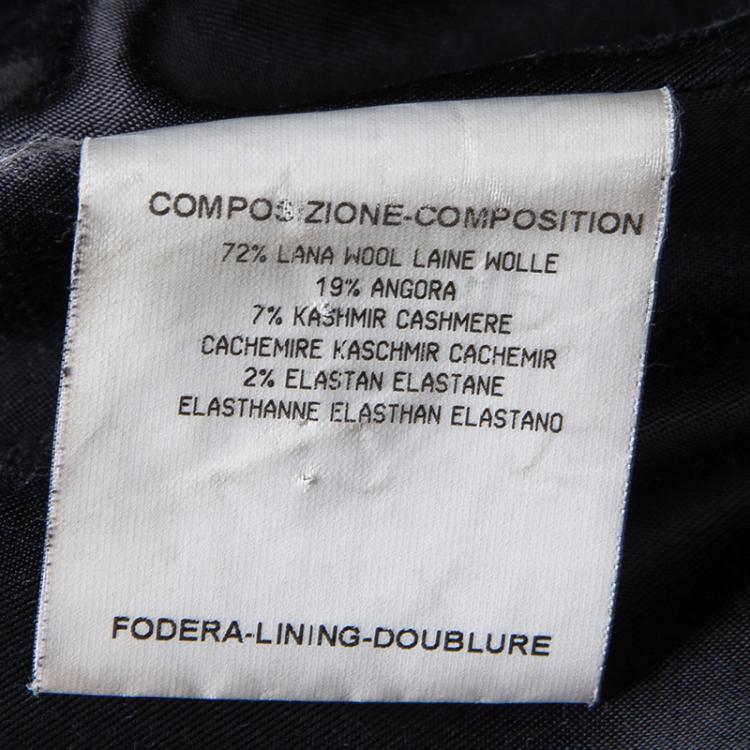 COMPOSIZIONE-COMPOSITION
72% LANA WOOL LAINE WOLLE
19% ANGORA
7% KASHMIR CASHMERE
CACHEMIRE KASCHMIR CACHEMIR
2% ELASTAN ELASTANE
ELASTHANNE ELASTHAN ELASTANO
FODERA-LINING-DOUBLURE